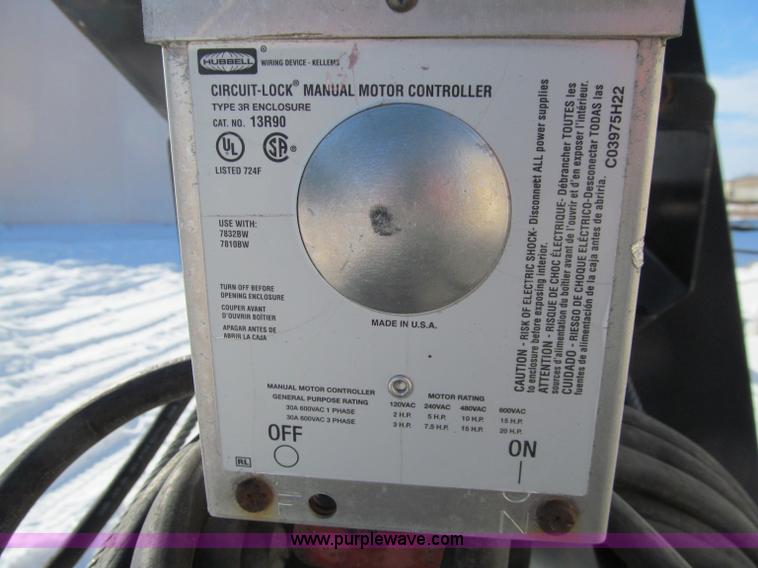 HUBBELL® WIRING DEVICE - KELLEMS
CIRCUIT-LOCK® MANUAL MOTOR CONTROLLER
TYPE 3R ENCLOSURE
CAT. NO. 13R90
UL SA®
LISTED 724F
USE WITH:
7832BW
7810BW
TURN OFF BEFORE
OPENING ENCLOSURE
COUPER AVANT
D'OUVRIR BOÎTIER
APAGAR ANTES DE
ABRIR LA CAJA
MADE IN U.S.A.
CAUTION - RISK OF ELECTRIC SHOCK- Disconnect ALL power supplies
to enclosure before exposing interior.
ATTENTION - RISQUE DE CHOC ÉLECTRIQUE- Débrancher TOUTES les
sources d'alimentation du boîtier avant de l'ouvrir et d'en exposer l'intérieur.
CUIDADO - RIESGO DE CHOQUE ELÉCTRICO-Desconectar TODAS las
fuentes de alimentación de la caja antes de abriria.
C03975H22
MANUAL MOTOR CONTROLLER MOTOR RATING
GENERAL PURPOSE RATING 120VAC 240VAC 480VAC 600VAC
30A 600VAC 1 PHASE 2 H.P. 5 H.P. 10 H.P. 15 H.P.
30A 600VAC 3 PHASE 3 H.P. 7.5 H.P. 15 H.P. 20 H.P.
OFF
ON
RL
www.purplewave.com